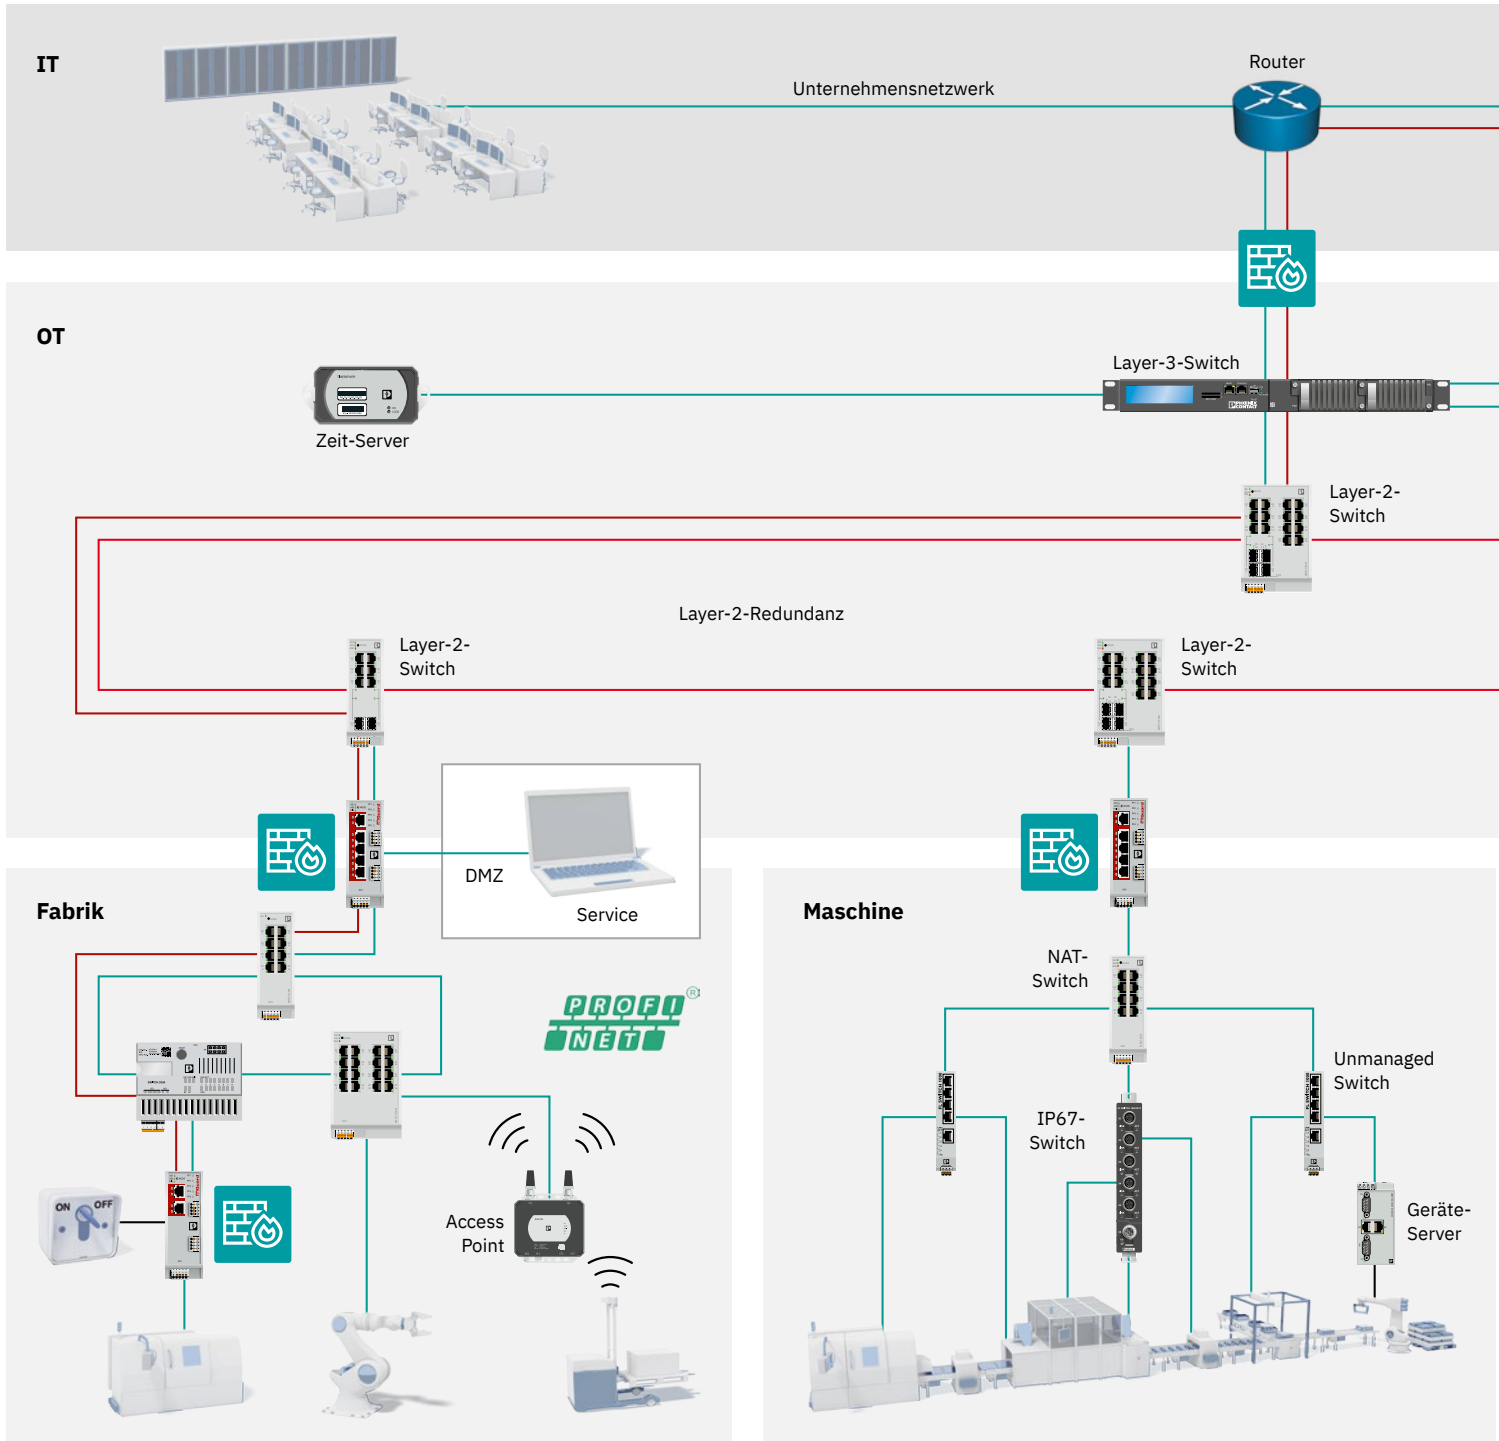 IT
Router
Unternehmensnetzwerk
OT
Layer-3-Switch
PHOENIX
CONTACT
Zeit-Server
Layer-2-
Switch
Layer-2-Redundanz
Layer-2-
Switch
Layer-2-
Switch
DMZ
Service
Fabrik
Maschine
NAT-
Switch
PROFI
NET
®
Unmanaged
Switch
IP67-
Switch
ON
OFF
Access
Point
Geräte-
Server